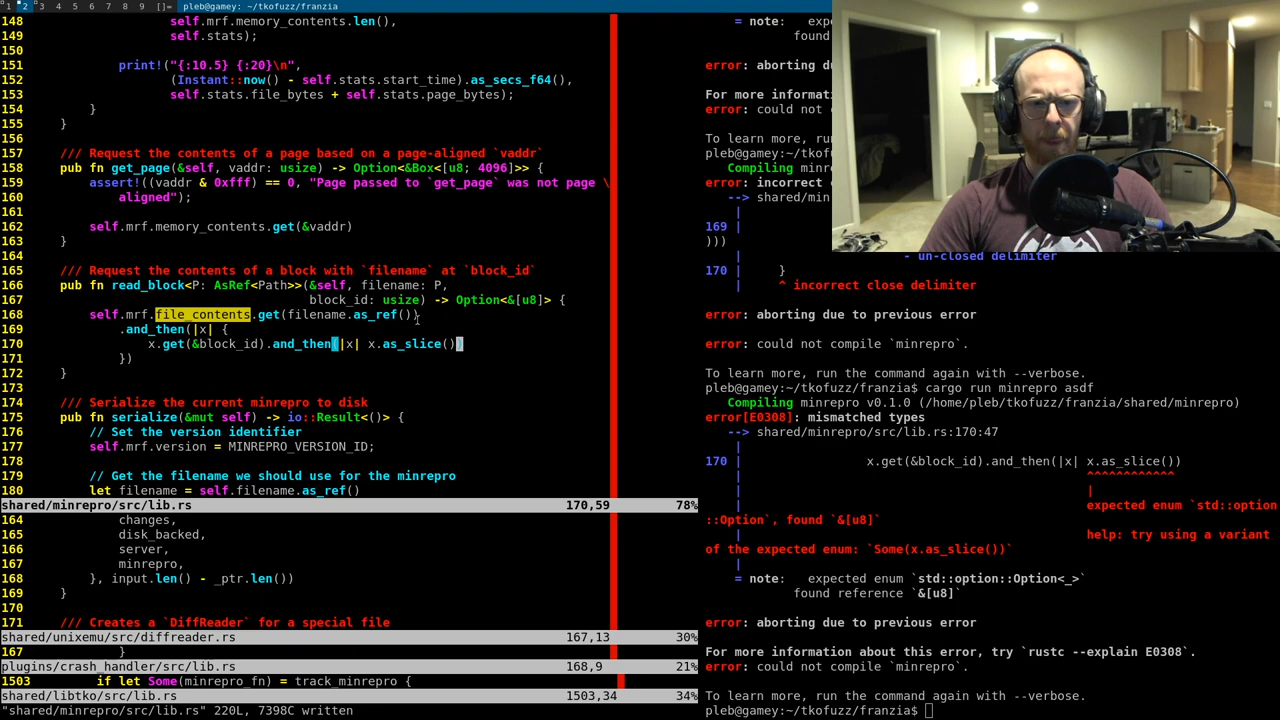 1 2 3 4 5 6 7 8 9 []= pleb@gamey: ~/tkofuzz/franzia
148                     self.mrf.memory_contents.len(),
149                     self.stats);
150
151             print!("{:10.5} {:20}\n",
152                     (Instant::now() - self.stats.start_time).as_secs_f64(),
153                     self.stats.file_bytes + self.stats.page_bytes);
154         }
155     }
156
157     /// Request the contents of a page based on a page-aligned `vaddr`
158     pub fn get_page(&self, vaddr: usize) -> Option<&Box<[u8; 4096]>> {
159         assert!((vaddr & 0xfff) == 0, "Page passed to `get_page` was not page \
160             aligned");
161
162         self.mrf.memory_contents.get(&vaddr)
163     }
164
165     /// Request the contents of a block with `filename` at `block_id`
166     pub fn read_block<P: AsRef<Path>>(&self, filename: P,
167                                       block_id: usize) -> Option<&[u8]> {
168         self.mrf.file_contents.get(filename.as_ref())
169             .and_then(|x| {
170                 x.get(&block_id).and_then(|x| x.as_slice())
171             })
172     }
173
174     /// Serialize the current minrepro to disk
175     pub fn serialize(&mut self) -> io::Result<()> {
176         // Set the version identifier
177         self.mrf.version = MINREPRO_VERSION_ID;
178
179         // Get the filename we should use for the minrepro
180         let filename = self.filename.as_ref()
shared/minrepro/src/lib.rs 170,59 78%
164             changes,
165             disk_backed,
166             server,
167             minrepro,
168         }, input.len() - _ptr.len())
169     }
170
171     /// Creates a `DiffReader` for a special file
shared/unixemu/src/diffreader.rs 167,13 30%
167             }
plugins/crash_handler/src/lib.rs 168,9 21%
1503         if let Some(minrepro_fn) = track_minrepro {
shared/libtko/src/lib.rs 1503,34 34%
"shared/minrepro/src/lib.rs" 220L, 7398C written
= note:   expe
found
error: aborting du
For more informati
error: could not c
To learn more, run
pleb@gamey:~/tkofu
Compiling minre
error: incorrect c
--> shared/min
|
169 |
)))
- un-closed delimiter
170 |     }
^ incorrect close delimiter
error: aborting due to previous error
error: could not compile `minrepro`.
To learn more, run the command again with --verbose.
pleb@gamey:~/tkofuzz/franzia$ cargo run minrepro asdf
Compiling minrepro v0.1.0 (/home/pleb/tkofuzz/franzia/shared/minrepro)
error[E0308]: mismatched types
--> shared/minrepro/src/lib.rs:170:47
|
170 |                 x.get(&block_id).and_then(|x| x.as_slice())
|                                               ^^^^^^^^^^^^
|                                               |
|                                               expected enum `std::option
::Option`, found `&[u8]`
|                                               help: try using a variant
of the expected enum: `Some(x.as_slice())`
|
= note:   expected enum `std::option::Option<_>`
found reference `&[u8]`
error: aborting due to previous error
For more information about this error, try `rustc --explain E0308`.
error: could not compile `minrepro`.
To learn more, run the command again with --verbose.
pleb@gamey:~/tkofuzz/franzia$